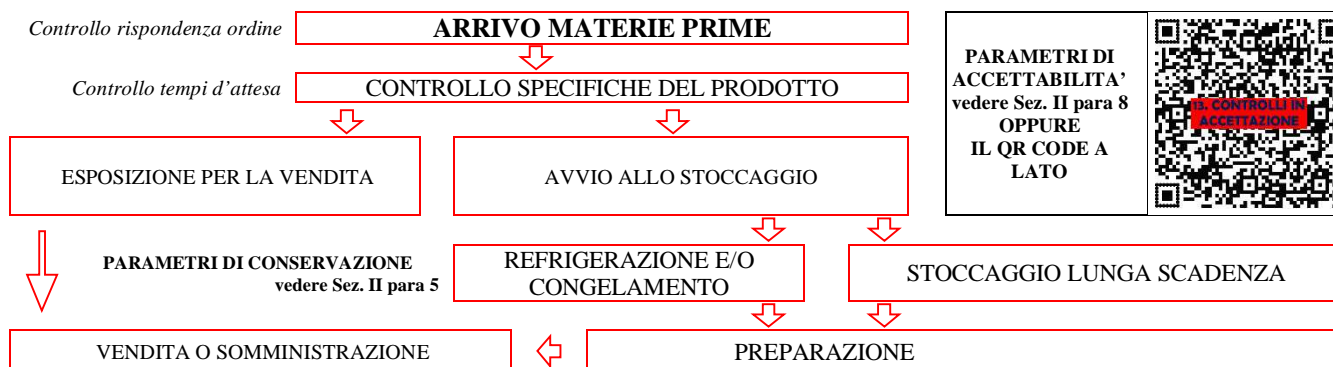 Controllo rispondenza ordine
ARRIVO MATERIE PRIME
Controllo tempi d'attesa
CONTROLLO SPECIFICHE DEL PRODOTTO
PARAMETRI DI
ACCETTABILITA'
vedere Sez. II para 8
OPPURE
IL QR CODE A
LATO
13. CONTROLLI IN
ACCETTAZIONE
ESPOSIZIONE PER LA VENDITA
AVVIO ALLO STOCCAGGIO
PARAMETRI DI CONSERVAZIONE
vedere Sez. II para 5
REFRIGERAZIONE E/O
CONGELAMENTO
STOCCAGGIO LUNGA SCADENZA
VENDITA O SOMMINISTRAZIONE
PREPARAZIONE